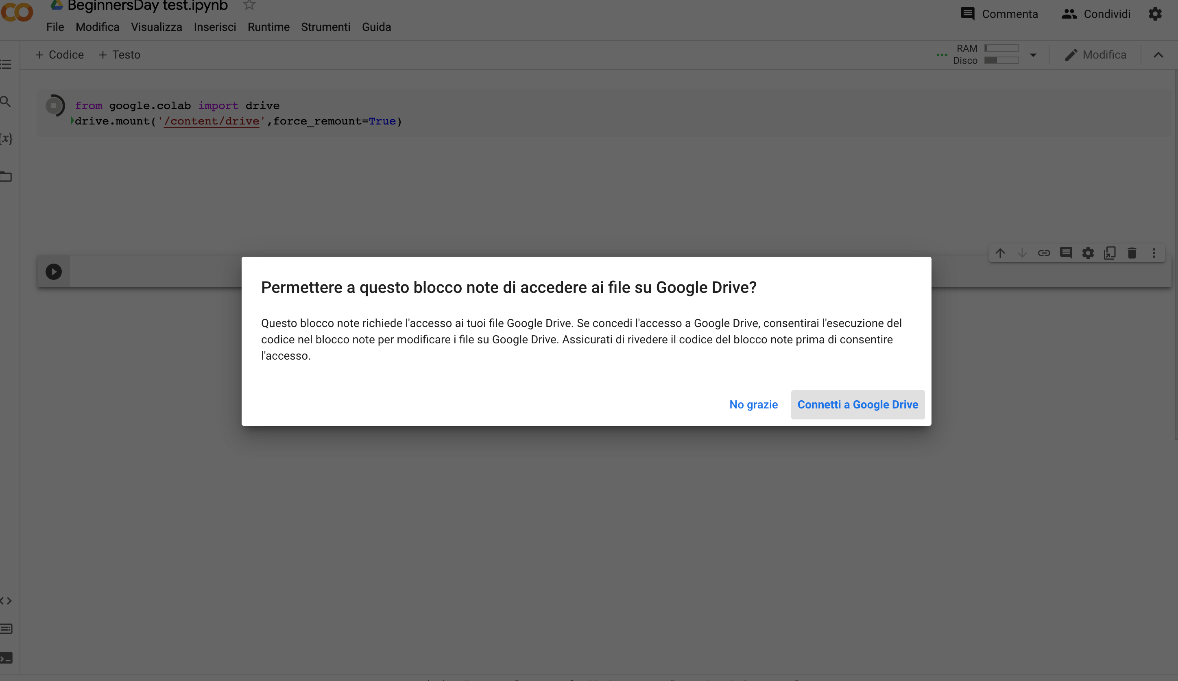 BeginnersDay test.ipynb
File Modifica Visualizza Inserisci Runtime Strumenti Guida
Commenta Condividi
+ Codice + Testo
RAM
Disco
Modifica
from google.colab import drive
drive.mount('/content/drive',force_remount=True)
{x}
Permettere a questo blocco note di accedere ai file su Google Drive?
Questo blocco note richiede l'accesso ai tuoi file Google Drive. Se concedi l'accesso a Google Drive, consentirai l'esecuzione del
codice nel blocco note per modificare i file su Google Drive. Assicurati di rivedere il codice del blocco note prima di consentire
l'accesso.
No grazie Connetti a Google Drive